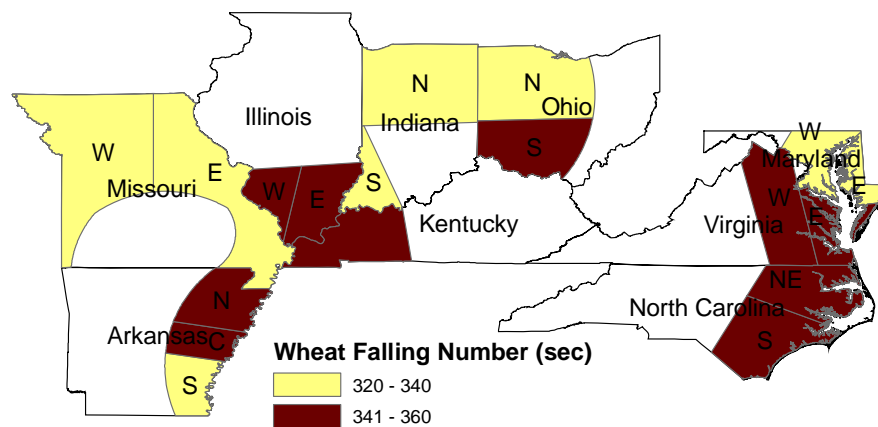 N
N
Ohio
Illinois
Indiana
W
W
Maryland
E
Missouri
S
W
E
S
E
W
E
Kentucky
Virginia
N
NE
North Carolina
Arkansas
C
S
Wheat Falling Number (sec)
S
320 - 340
341 - 360